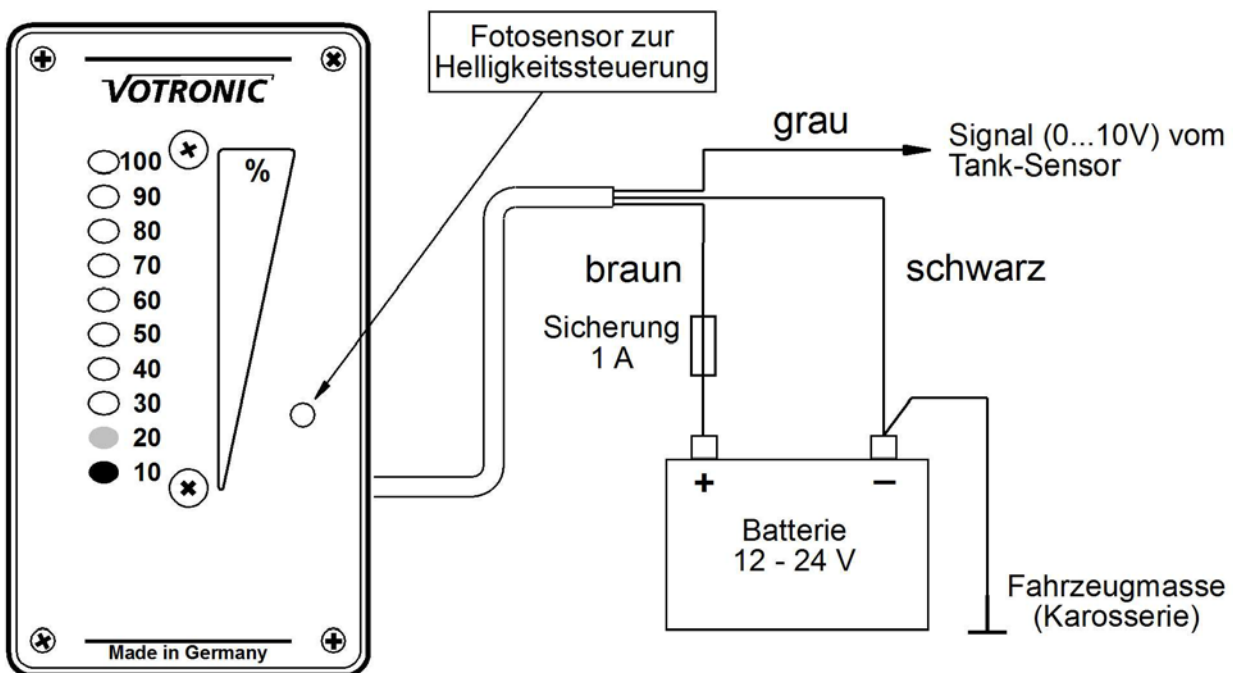 VOTRONIC
%
100
90
80
70
60
50
40
30
20
10
Made in Germany
Fotosensor zur
Helligkeitssteuerung
grau
Signal (0...10V) vom
Tank-Sensor
braun
schwarz
Sicherung
1 A
+
−
Batterie
12 - 24 V
Fahrzeugmasse
(Karosserie)